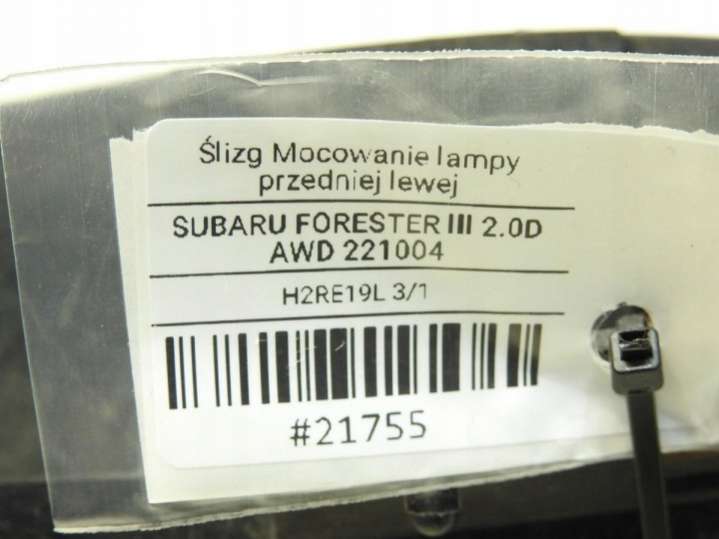 Ślizg Mocowanie lampy
przedniej lewej
SUBARU FORESTER III 2.0D
AWD 221004
H2RE19L 3/1
#21755